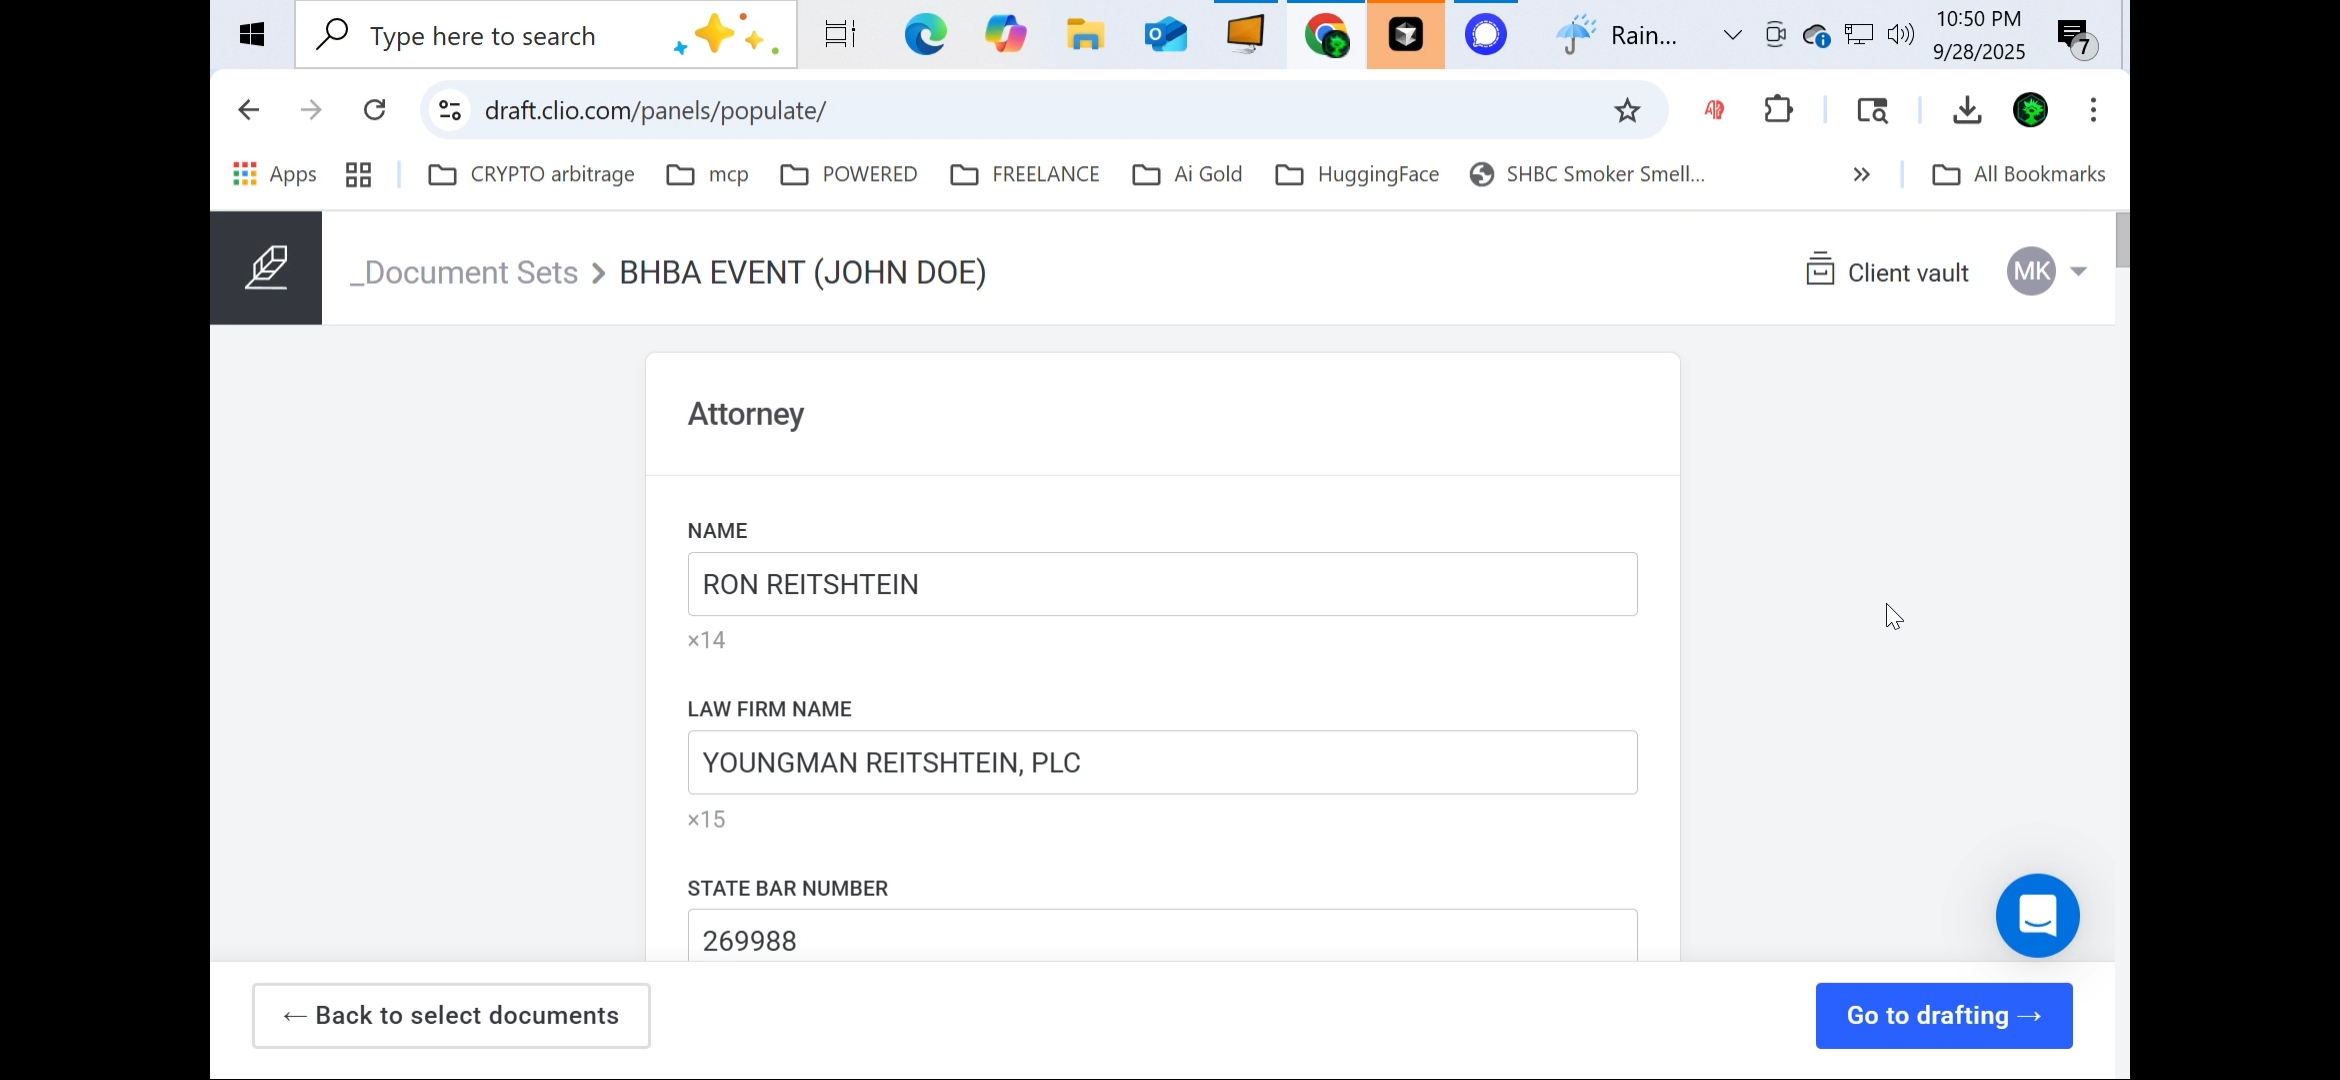 Type here to search
Rain...
10:50 PM
9/28/2025
7
draft.clio.com/panels/populate/
Apps
CRYPTO arbitrage
mcp
POWERED
FREELANCE
Ai Gold
HuggingFace
SHBC Smoker Smell...
»
All Bookmarks
_Document Sets > BHBA EVENT (JOHN DOE)
Client vault
MK
Attorney
NAME
RON REITSHTEIN
×14
LAW FIRM NAME
YOUNGMAN REITSHTEIN, PLC
×15
STATE BAR NUMBER
269988
← Back to select documents
Go to drafting →